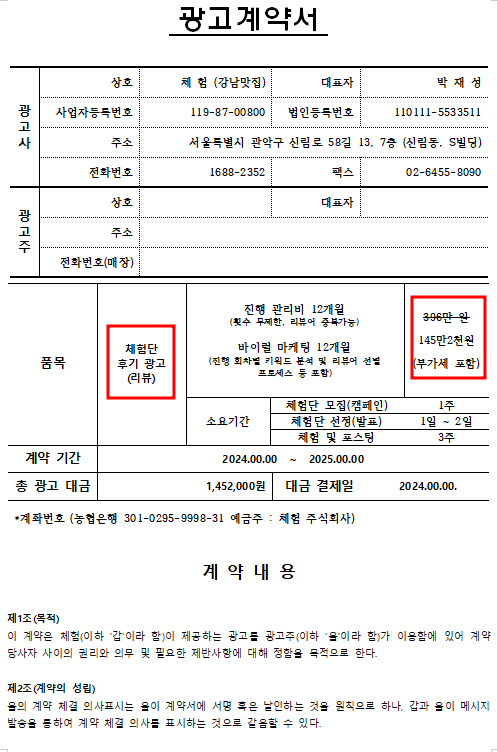 광고계약서
광고사
상호 체 험 (강남맛집) 대표자 박 재 성
사업자등록번호 119-87-00800 법인등록번호 110111-5533511
주소 서울특별시 관악구 신림로 58길 13, 7층 (신림동, S빌딩)
전화번호 1688-2352 팩스 02-6455-8090
광고주
상호 대표자
주소
전화번호(매장)
품목
체험단
후기 광고
(리뷰)
진행 관리비 12개월
(횟수 무제한, 리뷰어 중복가능)
바이럴 마케팅 12개월
(진행 회차별 키워드 분석 및 리뷰어 선별
프로세스 등 포함)
396만 원
145만2천원
(부가세 포함)
소요기간
체험단 모집(캠페인) 1주
체험단 선정(발표) 1일 ~ 2일
체험 및 포스팅 3주
계약 기간 2024.00.00 ~ 2025.00.00
총 광고 대금 1,452,000원 대금 결제일 2024.00.00.
*계좌번호 (농협은행 301-0295-9998-31 예금주 : 체험 주식회사)
계 약 내 용
제1조(목적)
이 계약은 체험(이하 '갑'이라 함)이 제공하는 광고를 광고주(이하 '을'이라 함)가 이용함에 있어 계약
당사자 사이의 권리와 의무 및 필요한 제반사항에 대해 정함을 목적으로 한다.
제2조(계약의 성립)
을의 계약 체결 의사표시는 을이 계약서에 서명 혹은 날인하는 것을 원칙으로 하나, 갑과 을이 메시지
발송을 통하여 계약 체결 의사를 표시하는 것으로 갈음할 수 있다.